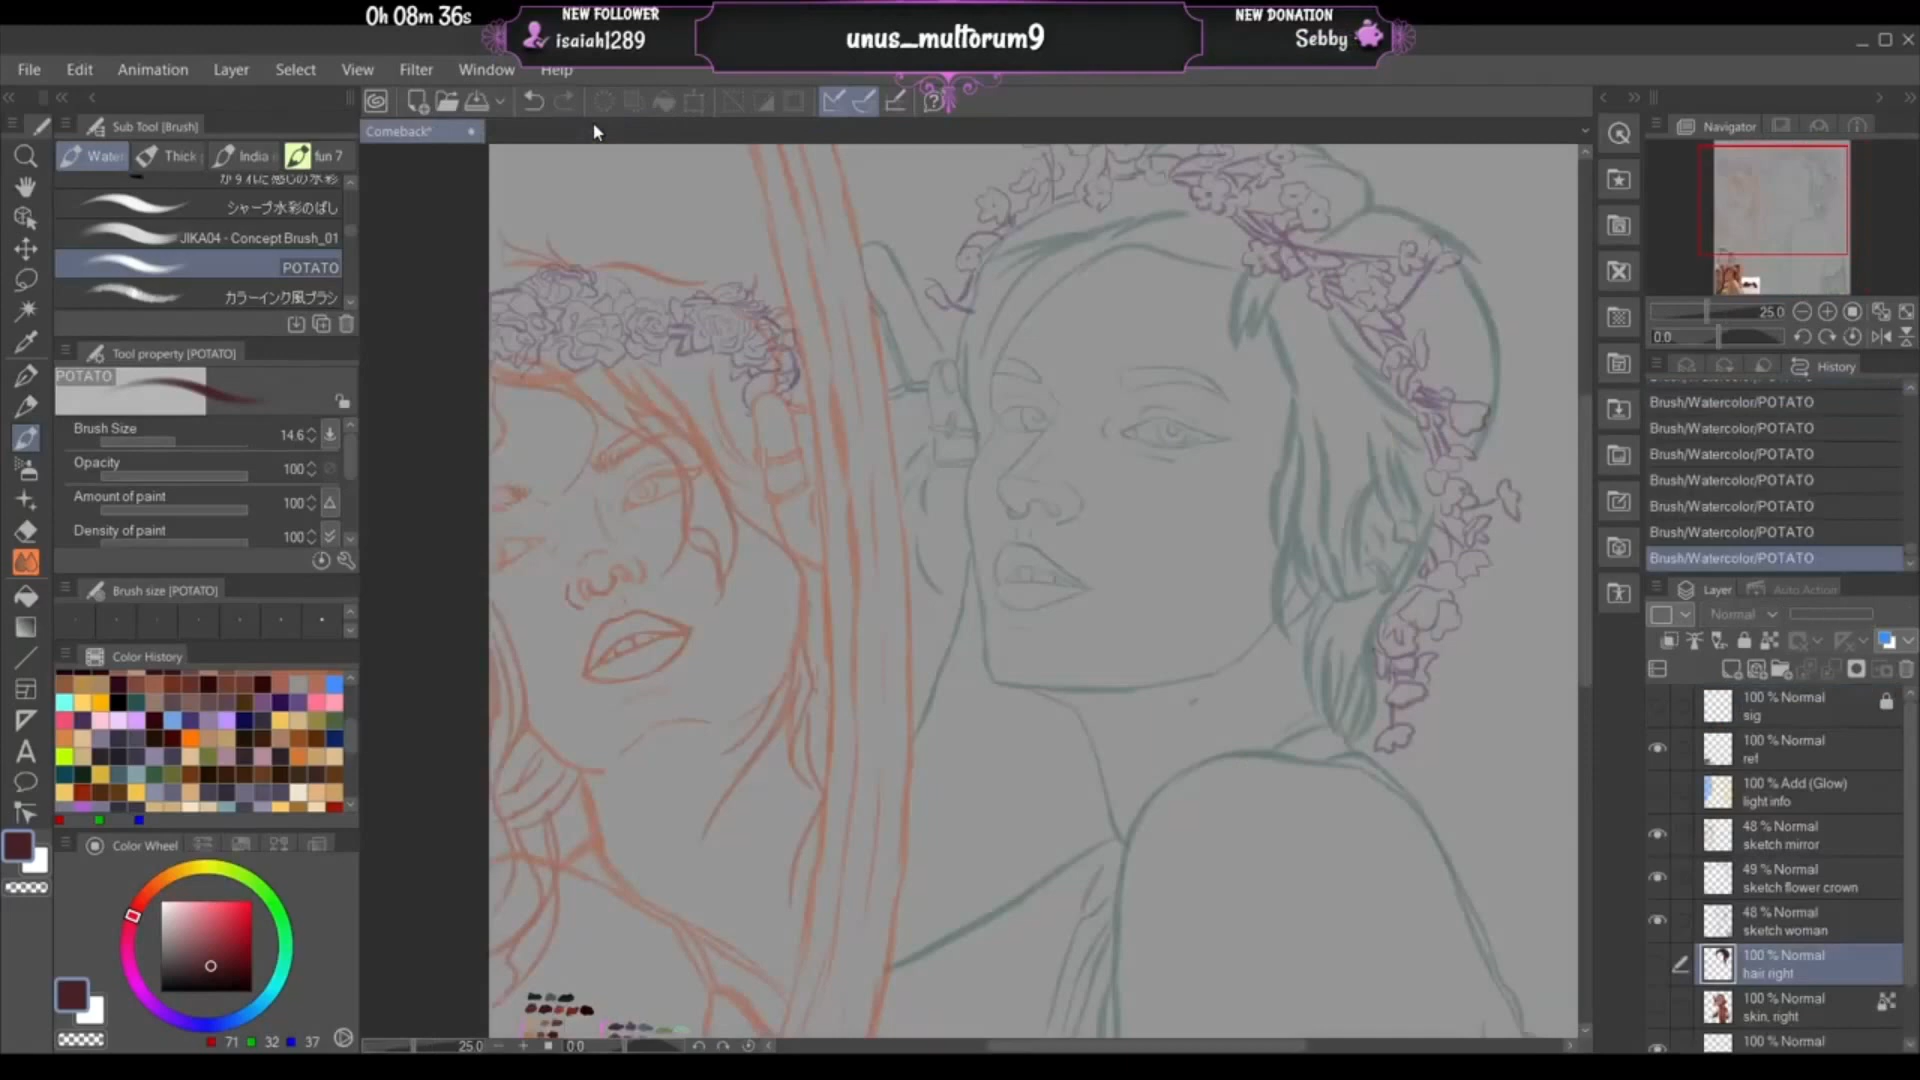 0h 08m 36s
NEW FOLLOWER
isaiah1289
unus_multorum9
NEW DONATION
Sebby
File Edit Animation Layer Select View Filter Window Help
Sub Tool [Brush]
Comeback*
Navigator
Water Thick India fun 7
シャープ水彩のばし
JIKA04 - Concept Brush_01
POTATO
カラーインク風ブラシ
25.0
0.0
Tool property [POTATO]
History
POTATO
Brush/Watercolor/POTATO
Brush/Watercolor/POTATO
Brush/Watercolor/POTATO
Brush/Watercolor/POTATO
Brush/Watercolor/POTATO
Brush/Watercolor/POTATO
Brush/Watercolor/POTATO
Brush Size 14.6
Opacity 100
Amount of paint 100
Density of paint 100
Brush size [POTATO]
Layer Auto Action
Normal
Color History
100 % Normal
sig
100 % Normal
ref
100 % Add (Glow)
light info
48 % Normal
sketch mirror
49 % Normal
sketch flower crown
48 % Normal
sketch woman
100 % Normal
hair right
100 % Normal
skin, right
100 % Normal
Color Wheel
71 32 37
25.0 0.0